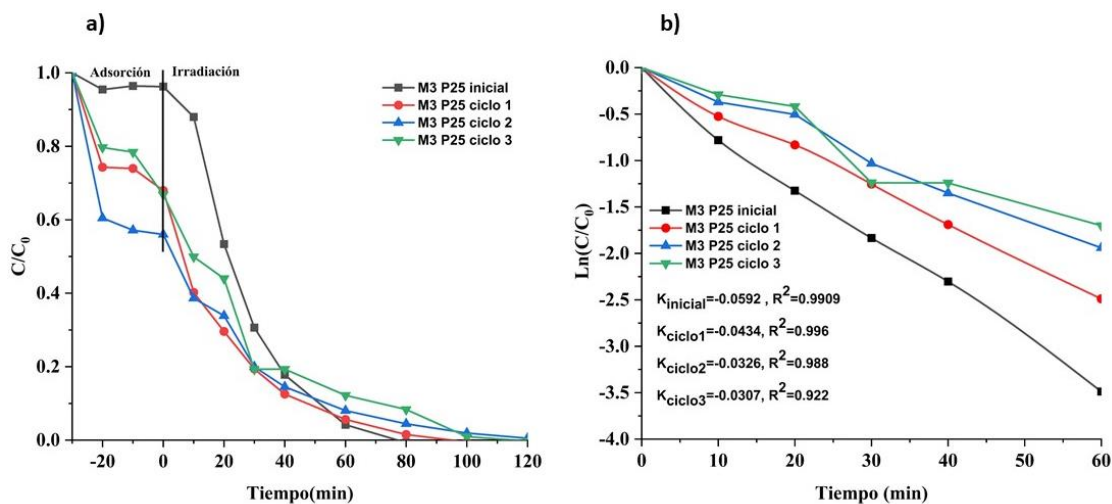 a)
Adsorción
Irradiación
M3 P25 inicial
M3 P25 ciclo 1
M3 P25 ciclo 2
M3 P25 ciclo 3
C/C0
1.0
0.8
0.6
0.4
0.2
0.0
-20
0
20
40
60
80
100
120
Tiempo(min)
b)
Ln(C/C0)
0.0
-0.5
-1.0
-1.5
-2.0
-2.5
-3.0
-3.5
-4.0
M3 P25 inicial
M3 P25 ciclo 1
M3 P25 ciclo 2
M3 P25 ciclo 3
Kinicial=-0.0592 , R2=0.9909
Kciclo1=-0.0434, R2=0.996
Kciclo2=-0.0326, R2=0.988
Kciclo3=-0.0307, R2=0.922
0
10
20
30
40
50
60
Tiempo (min)